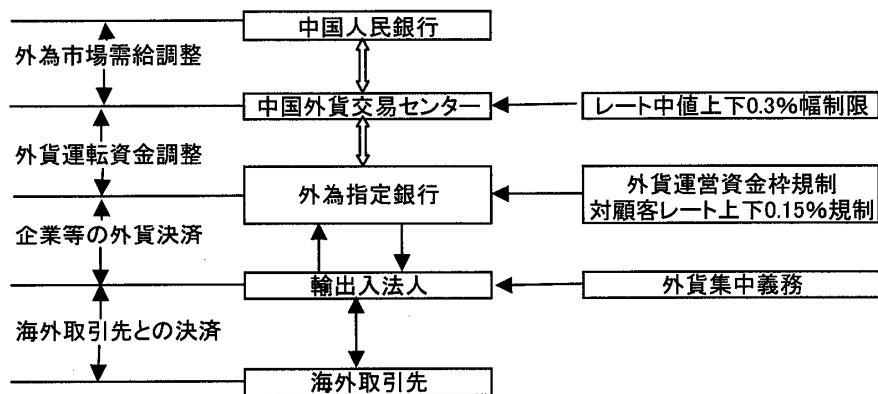 中国人民銀行
外為市場需給調整
中国外貨交易センター
レート中値上下0.3%幅制限
外貨運転資金調整
外為指定銀行
外貨運営資金枠規制
対顧客レート上下0.15%規制
企業等の外貨決済
輸出入法人
外貨集中義務
海外取引先との決済
海外取引先